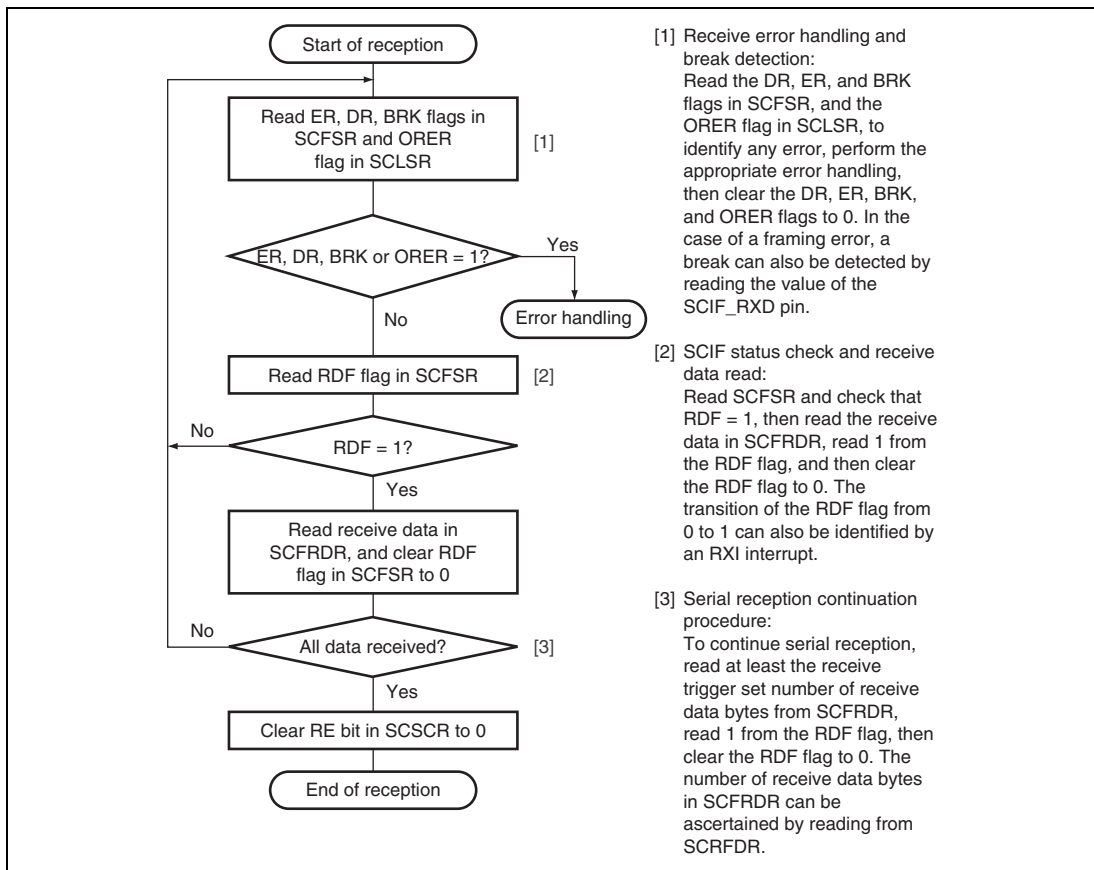 Start of reception
Read ER, DR, BRK flags in
SCFSR and ORER
flag in SCLSR
[1]
ER, DR, BRK or ORER = 1?
Yes
Error handling
No
Read RDF flag in SCFSR
[2]
No
RDF = 1?
Yes
Read receive data in
SCFRDR, and clear RDF
flag in SCFSR to 0
No
All data received?
[3]
Yes
Clear RE bit in SCSCR to 0
End of reception
[1] Receive error handling and
break detection:
Read the DR, ER, and BRK
flags in SCFSR, and the
ORER flag in SCLSR, to
identify any error, perform the
appropriate error handling,
then clear the DR, ER, BRK,
and ORER flags to 0. In the
case of a framing error, a
break can also be detected by
reading the value of the
SCIF_RXD pin.
[2] SCIF status check and receive
data read:
Read SCFSR and check that
RDF = 1, then read the receive
data in SCFRDR, read 1 from
the RDF flag, and then clear
the RDF flag to 0. The
transition of the RDF flag from
0 to 1 can also be identified by
an RXI interrupt.
[3] Serial reception continuation
procedure:
To continue serial reception,
read at least the receive
trigger set number of receive
data bytes from SCFRDR,
read 1 from the RDF flag, then
clear the RDF flag to 0. The
number of receive data bytes
in SCFRDR can be
ascertained by reading from
SCRFDR.